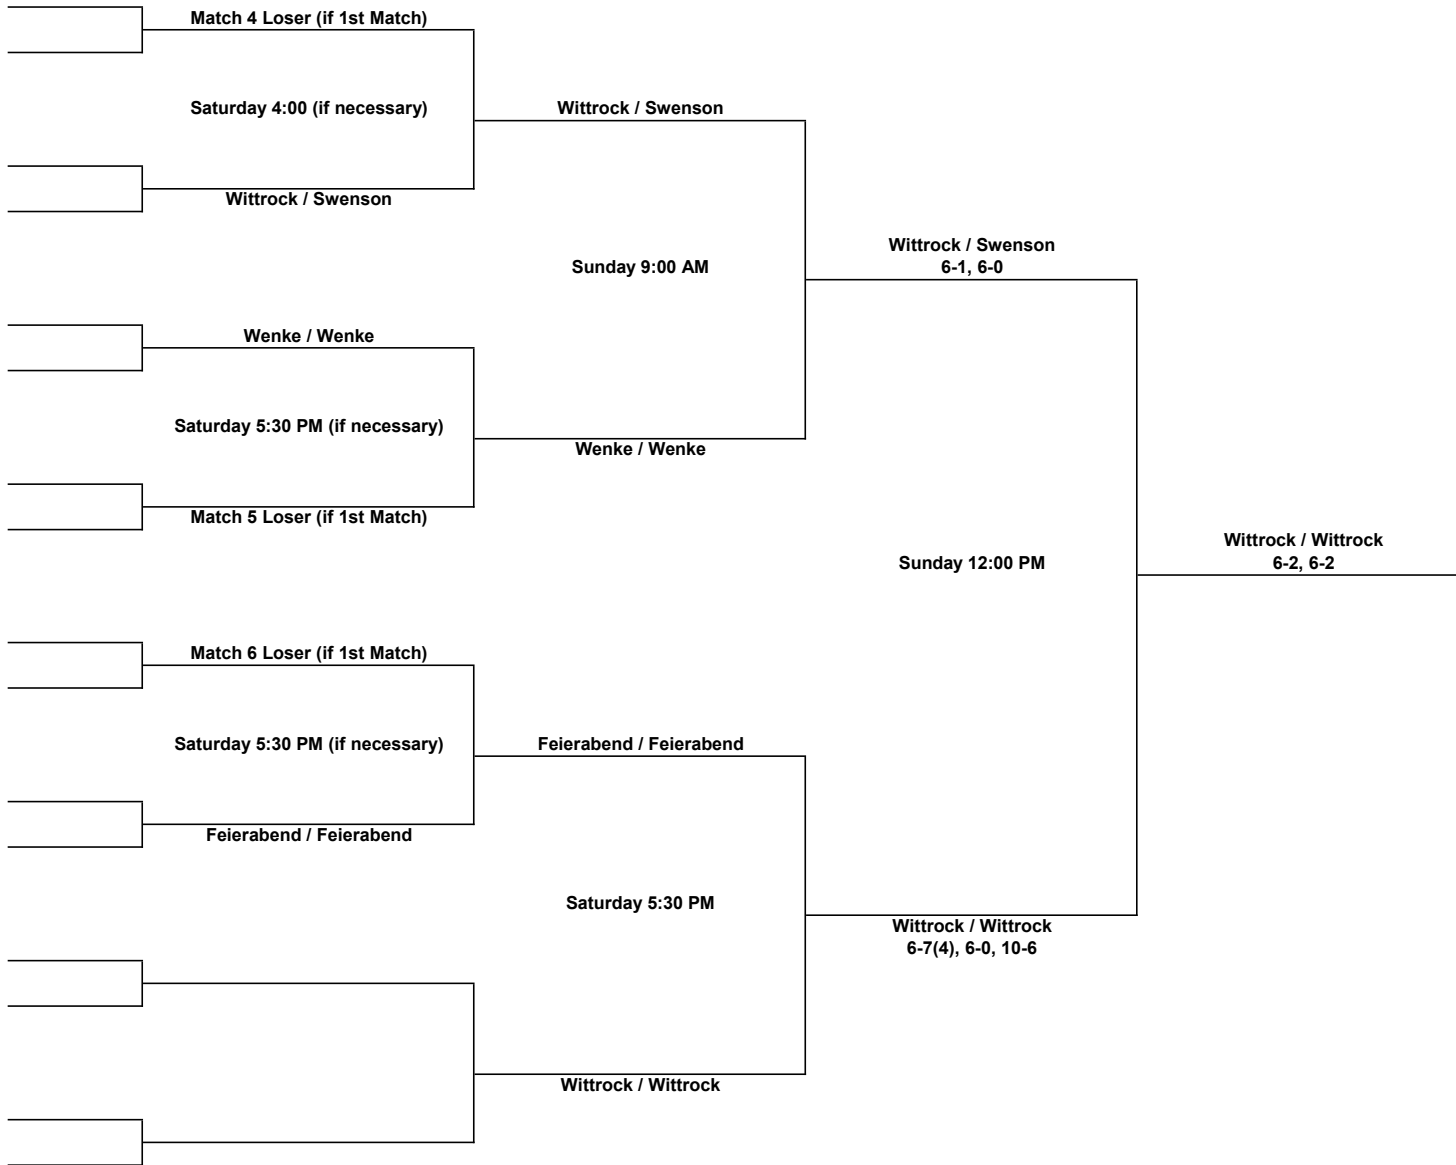 Match 4 Loser (if 1st Match)
Saturday 4:00 (if necessary)
Wittrock / Swenson
Wittrock / Swenson
Wittrock / Swenson
6-1, 6-0
Sunday 9:00 AM
Wenke / Wenke
Saturday 5:30 PM (if necessary)
Wenke / Wenke
Match 5 Loser (if 1st Match)
Wittrock / Wittrock
6-2, 6-2
Sunday 12:00 PM
Match 6 Loser (if 1st Match)
Saturday 5:30 PM (if necessary)
Feierabend / Feierabend
Feierabend / Feierabend
Saturday 5:30 PM
Wittrock / Wittrock
6-7(4), 6-0, 10-6
Wittrock / Wittrock